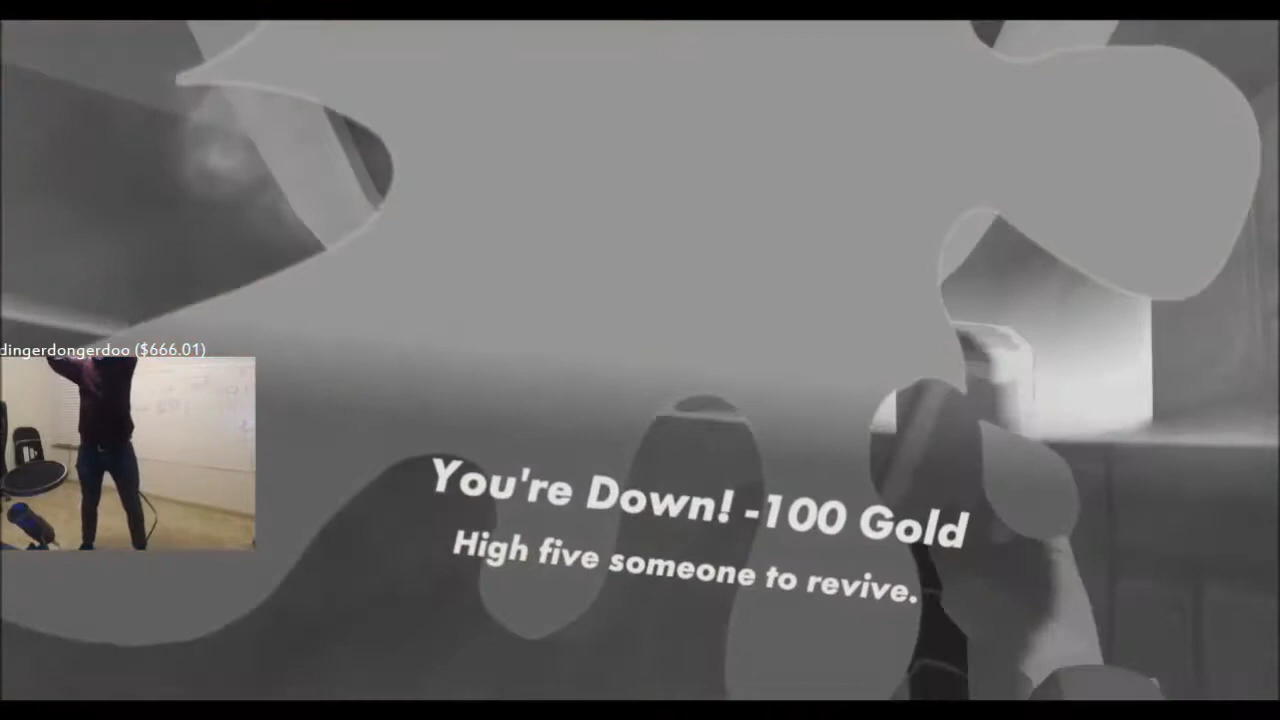 dingerdongerdoo ($666.01)
You're Down! -100 Gold
High five someone to revive.